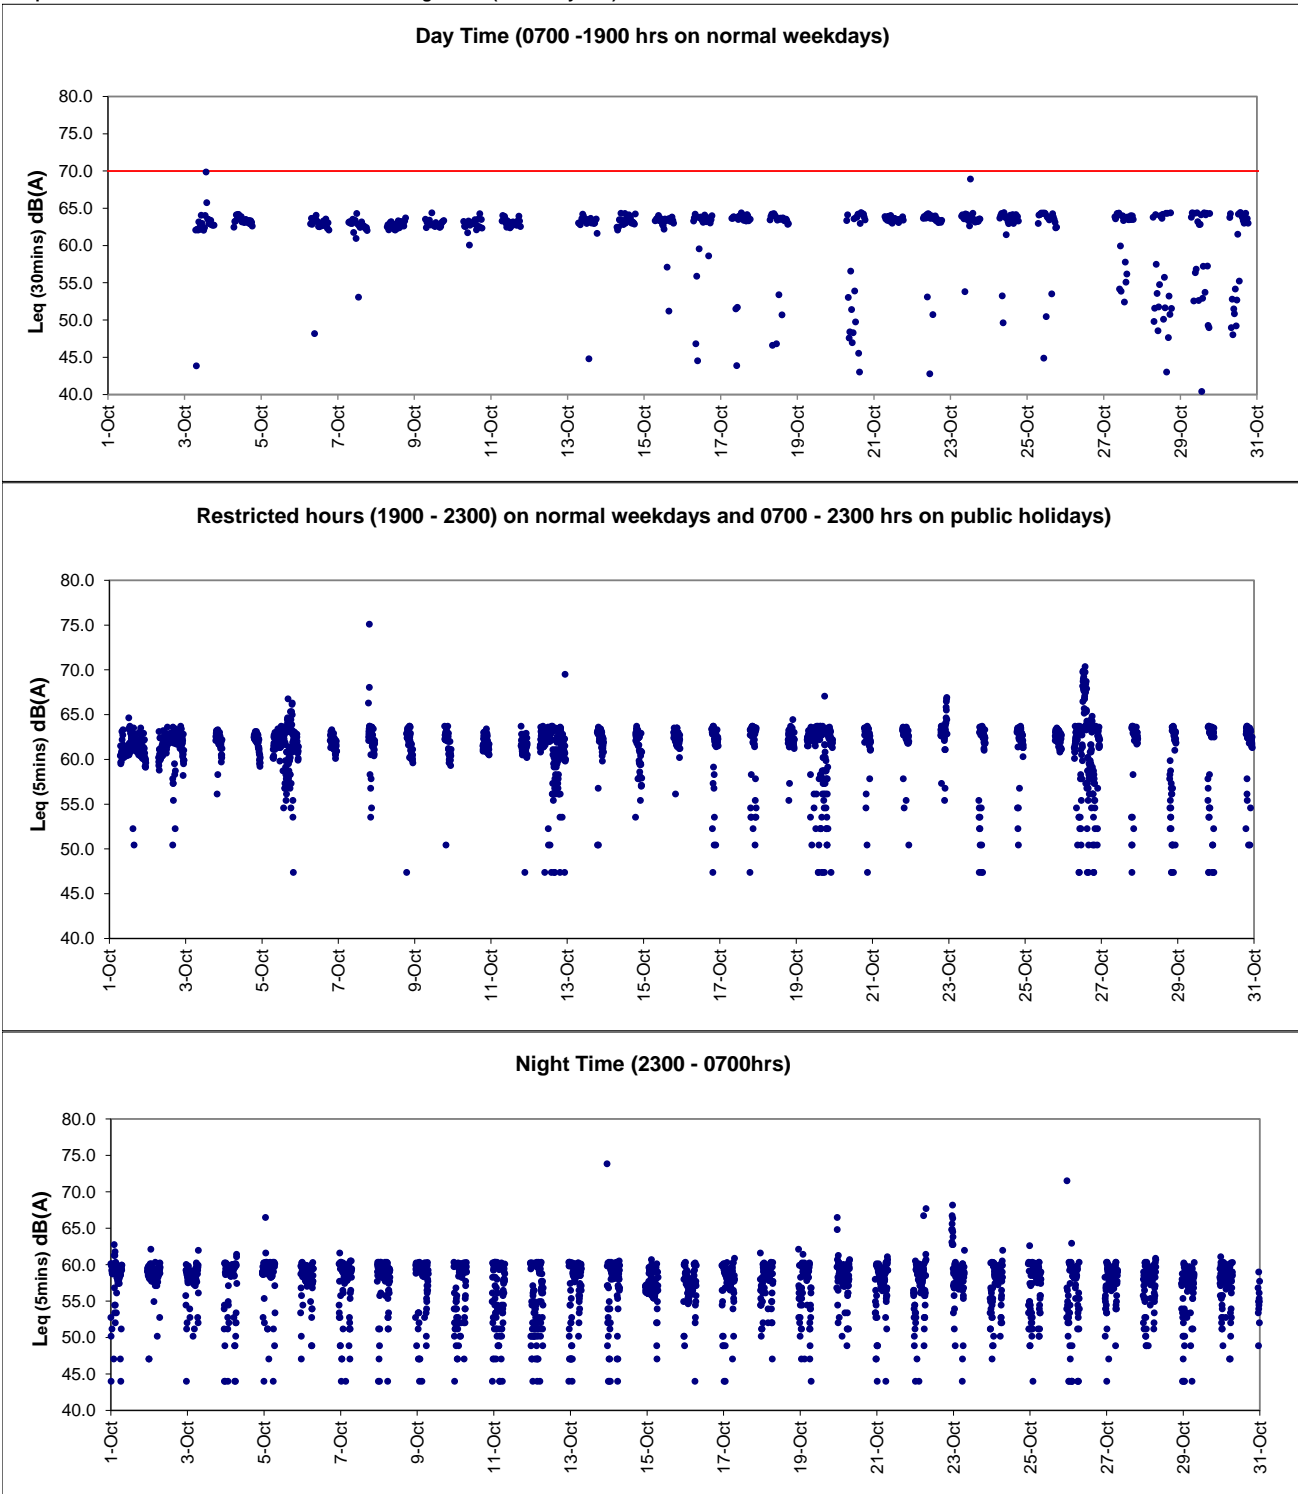 Day Time (0700 -1900 hrs on normal weekdays)
Leq (30mins) dB(A)
80.0
75.0
70.0
65.0
60.0
55.0
50.0
45.0
40.0
1-Oct
3-Oct
5-Oct
7-Oct
9-Oct
11-Oct
13-Oct
15-Oct
17-Oct
19-Oct
21-Oct
23-Oct
25-Oct
27-Oct
29-Oct
31-Oct
Restricted hours (1900 - 2300) on normal weekdays and 0700 - 2300 hrs on public holidays)
Leq (5mins) dB(A)
80.0
75.0
70.0
65.0
60.0
55.0
50.0
45.0
40.0
1-Oct
3-Oct
5-Oct
7-Oct
9-Oct
11-Oct
13-Oct
15-Oct
17-Oct
19-Oct
21-Oct
23-Oct
25-Oct
27-Oct
29-Oct
31-Oct
Night Time (2300 - 0700hrs)
Leq (5mins) dB(A)
80.0
75.0
70.0
65.0
60.0
55.0
50.0
45.0
40.0
1-Oct
3-Oct
5-Oct
7-Oct
9-Oct
11-Oct
13-Oct
15-Oct
17-Oct
19-Oct
21-Oct
23-Oct
25-Oct
27-Oct
29-Oct
31-Oct